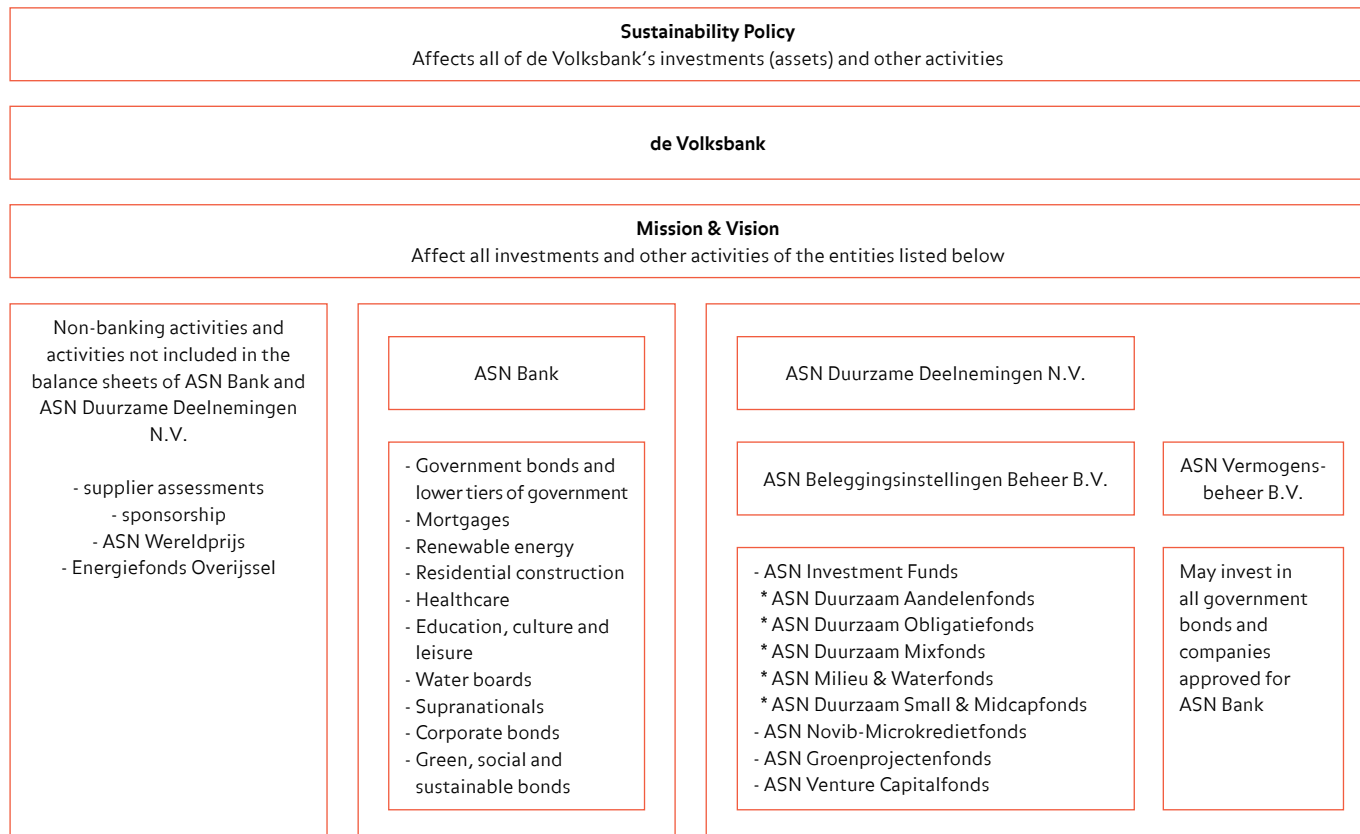 Sustainability Policy
Affects all of de Volksbank's investments (assets) and other activities
de Volksbank
Mission & Vision
Affect all investments and other activities of the entities listed below
Non-banking activities and
activities not included in the
balance sheets of ASN Bank and
ASN Duurzame Deelnemingen
N.V.
- supplier assessments
- sponsorship
- ASN Wereldprijs
- Energiefonds Overijssel
ASN Bank
- Government bonds and
lower tiers of government
- Mortgages
- Renewable energy
- Residential construction
- Healthcare
- Education, culture and
leisure
- Water boards
- Supranationals
- Corporate bonds
- Green, social and
sustainable bonds
ASN Duurzame Deelnemingen N.V.
ASN Beleggingsinstellingen Beheer B.V.
- ASN Investment Funds
* ASN Duurzaam Aandelenfonds
* ASN Duurzaam Obligatiefonds
* ASN Duurzaam Mixfonds
* ASN Milieu & Waterfonds
* ASN Duurzaam Small & Midcapfonds
- ASN Novib-Microkredietfonds
- ASN Groenprojectenfonds
- ASN Venture Capitalfonds
ASN Vermogens-
beheer B.V.
May invest in
all government
bonds and
companies
approved for
ASN Bank